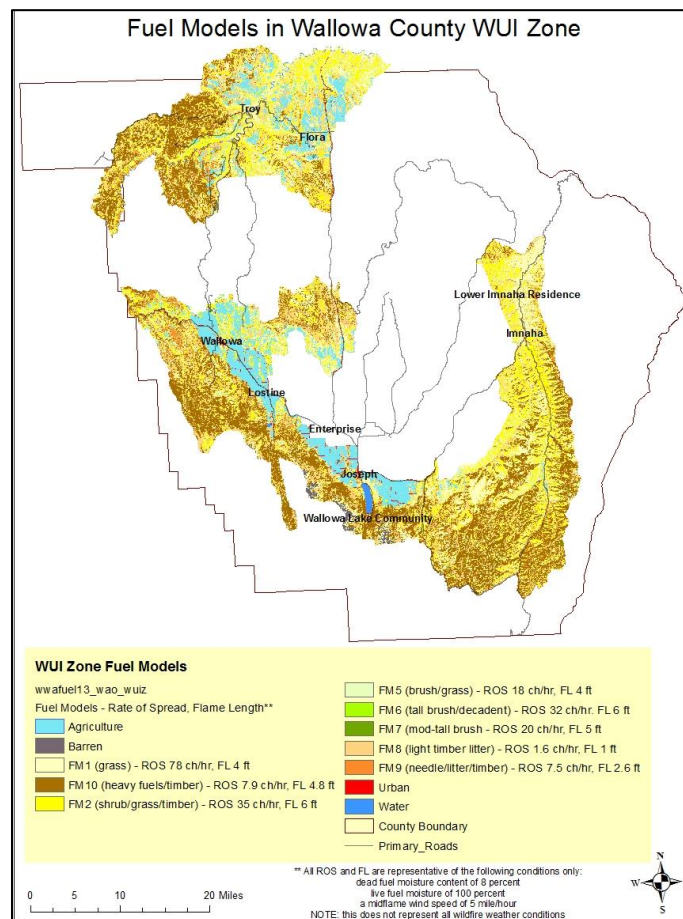 Fuel Models in Wallowa County WUI Zone
Troy
Flora
Lower Imnaha Residence
Imnaha
Wallowa
Lostine
Enterprise
Joseph
Wallowa Lake Community
WUI Zone Fuel Models
wwafuel13_wao_wuiz
Fuel Models - Rate of Spread, Flame Length**
Agriculture
Barren
FM1 (grass) - ROS 78 ch/hr, FL 4 ft
FM10 (heavy fuels/timber) - ROS 7.9 ch/hr, FL 4.8 ft
FM2 (shrub/grass/timber) - ROS 35 ch/hr, FL 6 ft
FM5 (brush/grass) - ROS 18 ch/hr, FL 4 ft
FM6 (tall brush/decadent) - ROS 32 ch/hr. FL 6 ft
FM7 (mod-tall brush - ROS 20 ch/hr, FL 5 ft
FM8 (light timber litter) - ROS 1.6 ch/hr, FL 1 ft
FM9 (needle/litter/timber) - ROS 7.5 ch/hr, FL 2.6 ft
Urban
Water
County Boundary
Primary_Roads
** All ROS and FL are representative of the following conditions only:
dead fuel moisture content of 8 percent
live fuel moisture of 100 percent
a midflame wind speed of 5 mile/hour
NOTE: this does not represent all wildfire weather conditions
0 5 10 20 Miles
N
W E
S